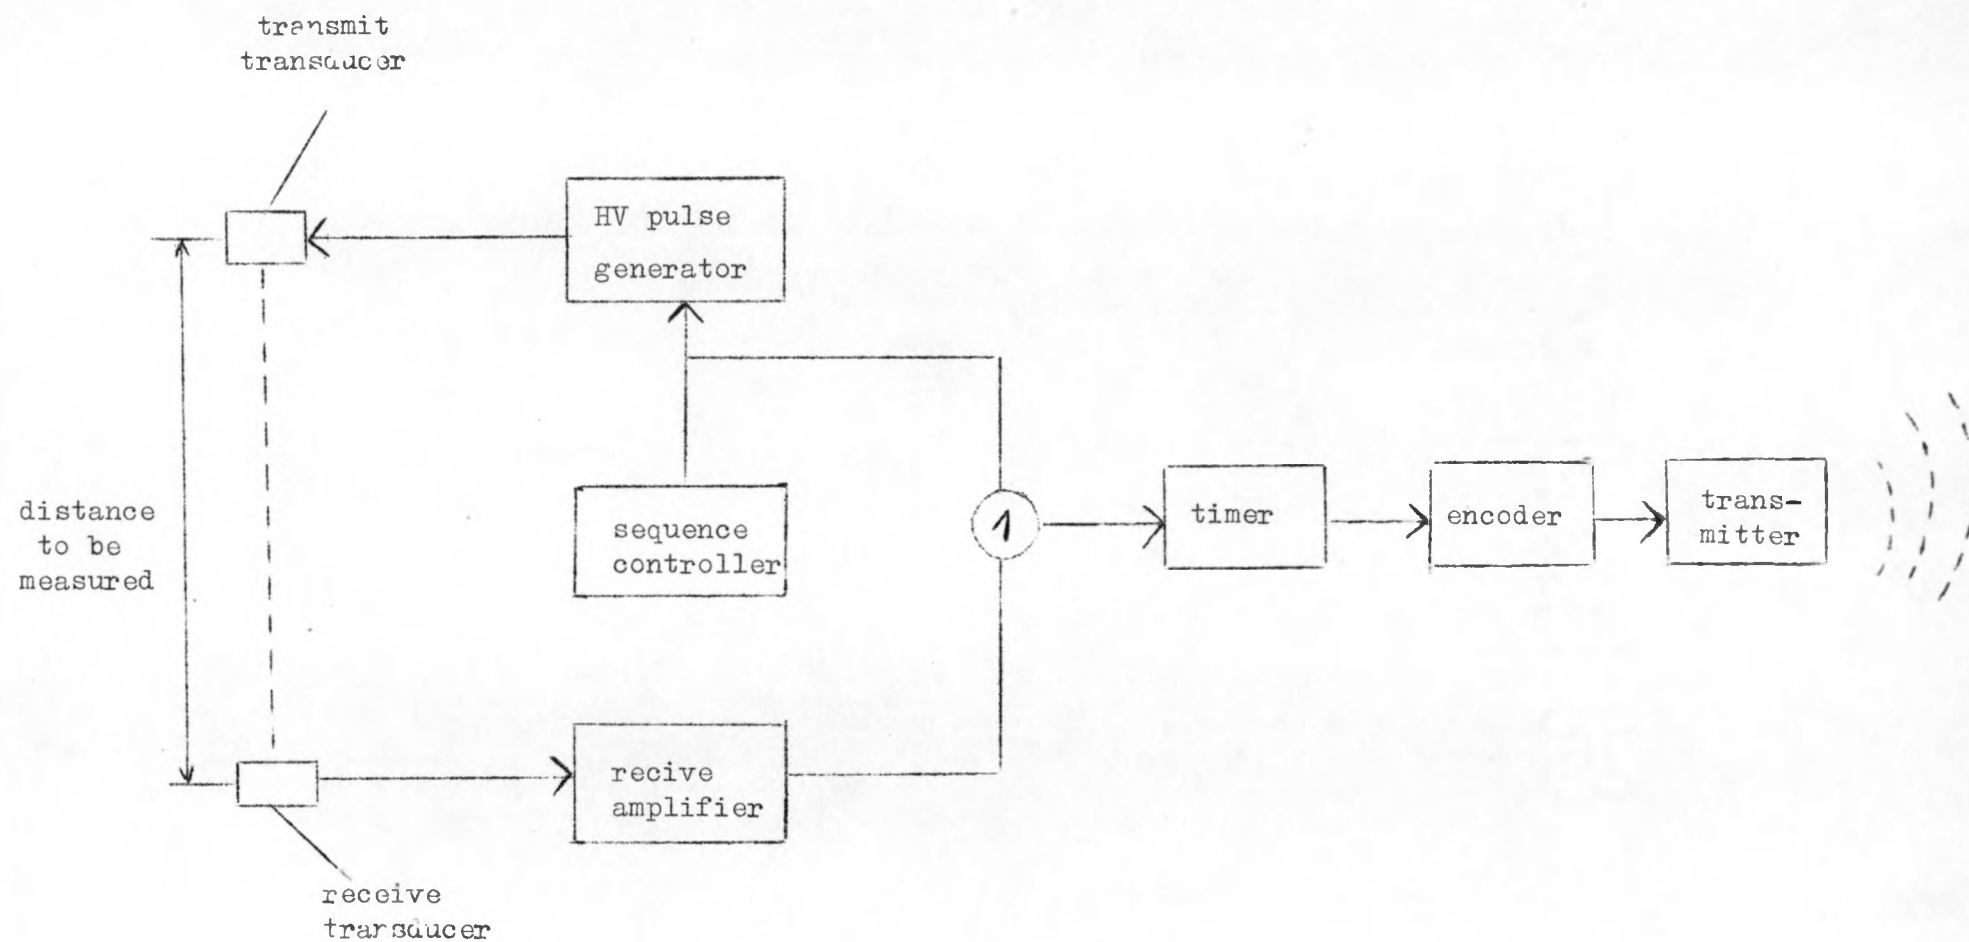 transmit
transducer
HV pulse
generator
distance
to be
measured
sequence
controller
1
timer
encoder
trans-
mitter
recive
amplifier
receive
transducer